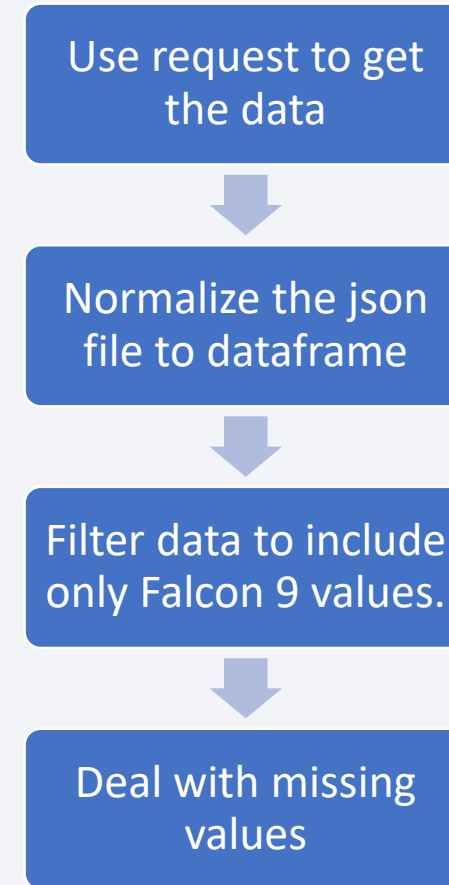 Use request to get
the data
Normalize the json
file to dataframe
Filter data to include
only Falcon 9 values.
Deal with missing
values